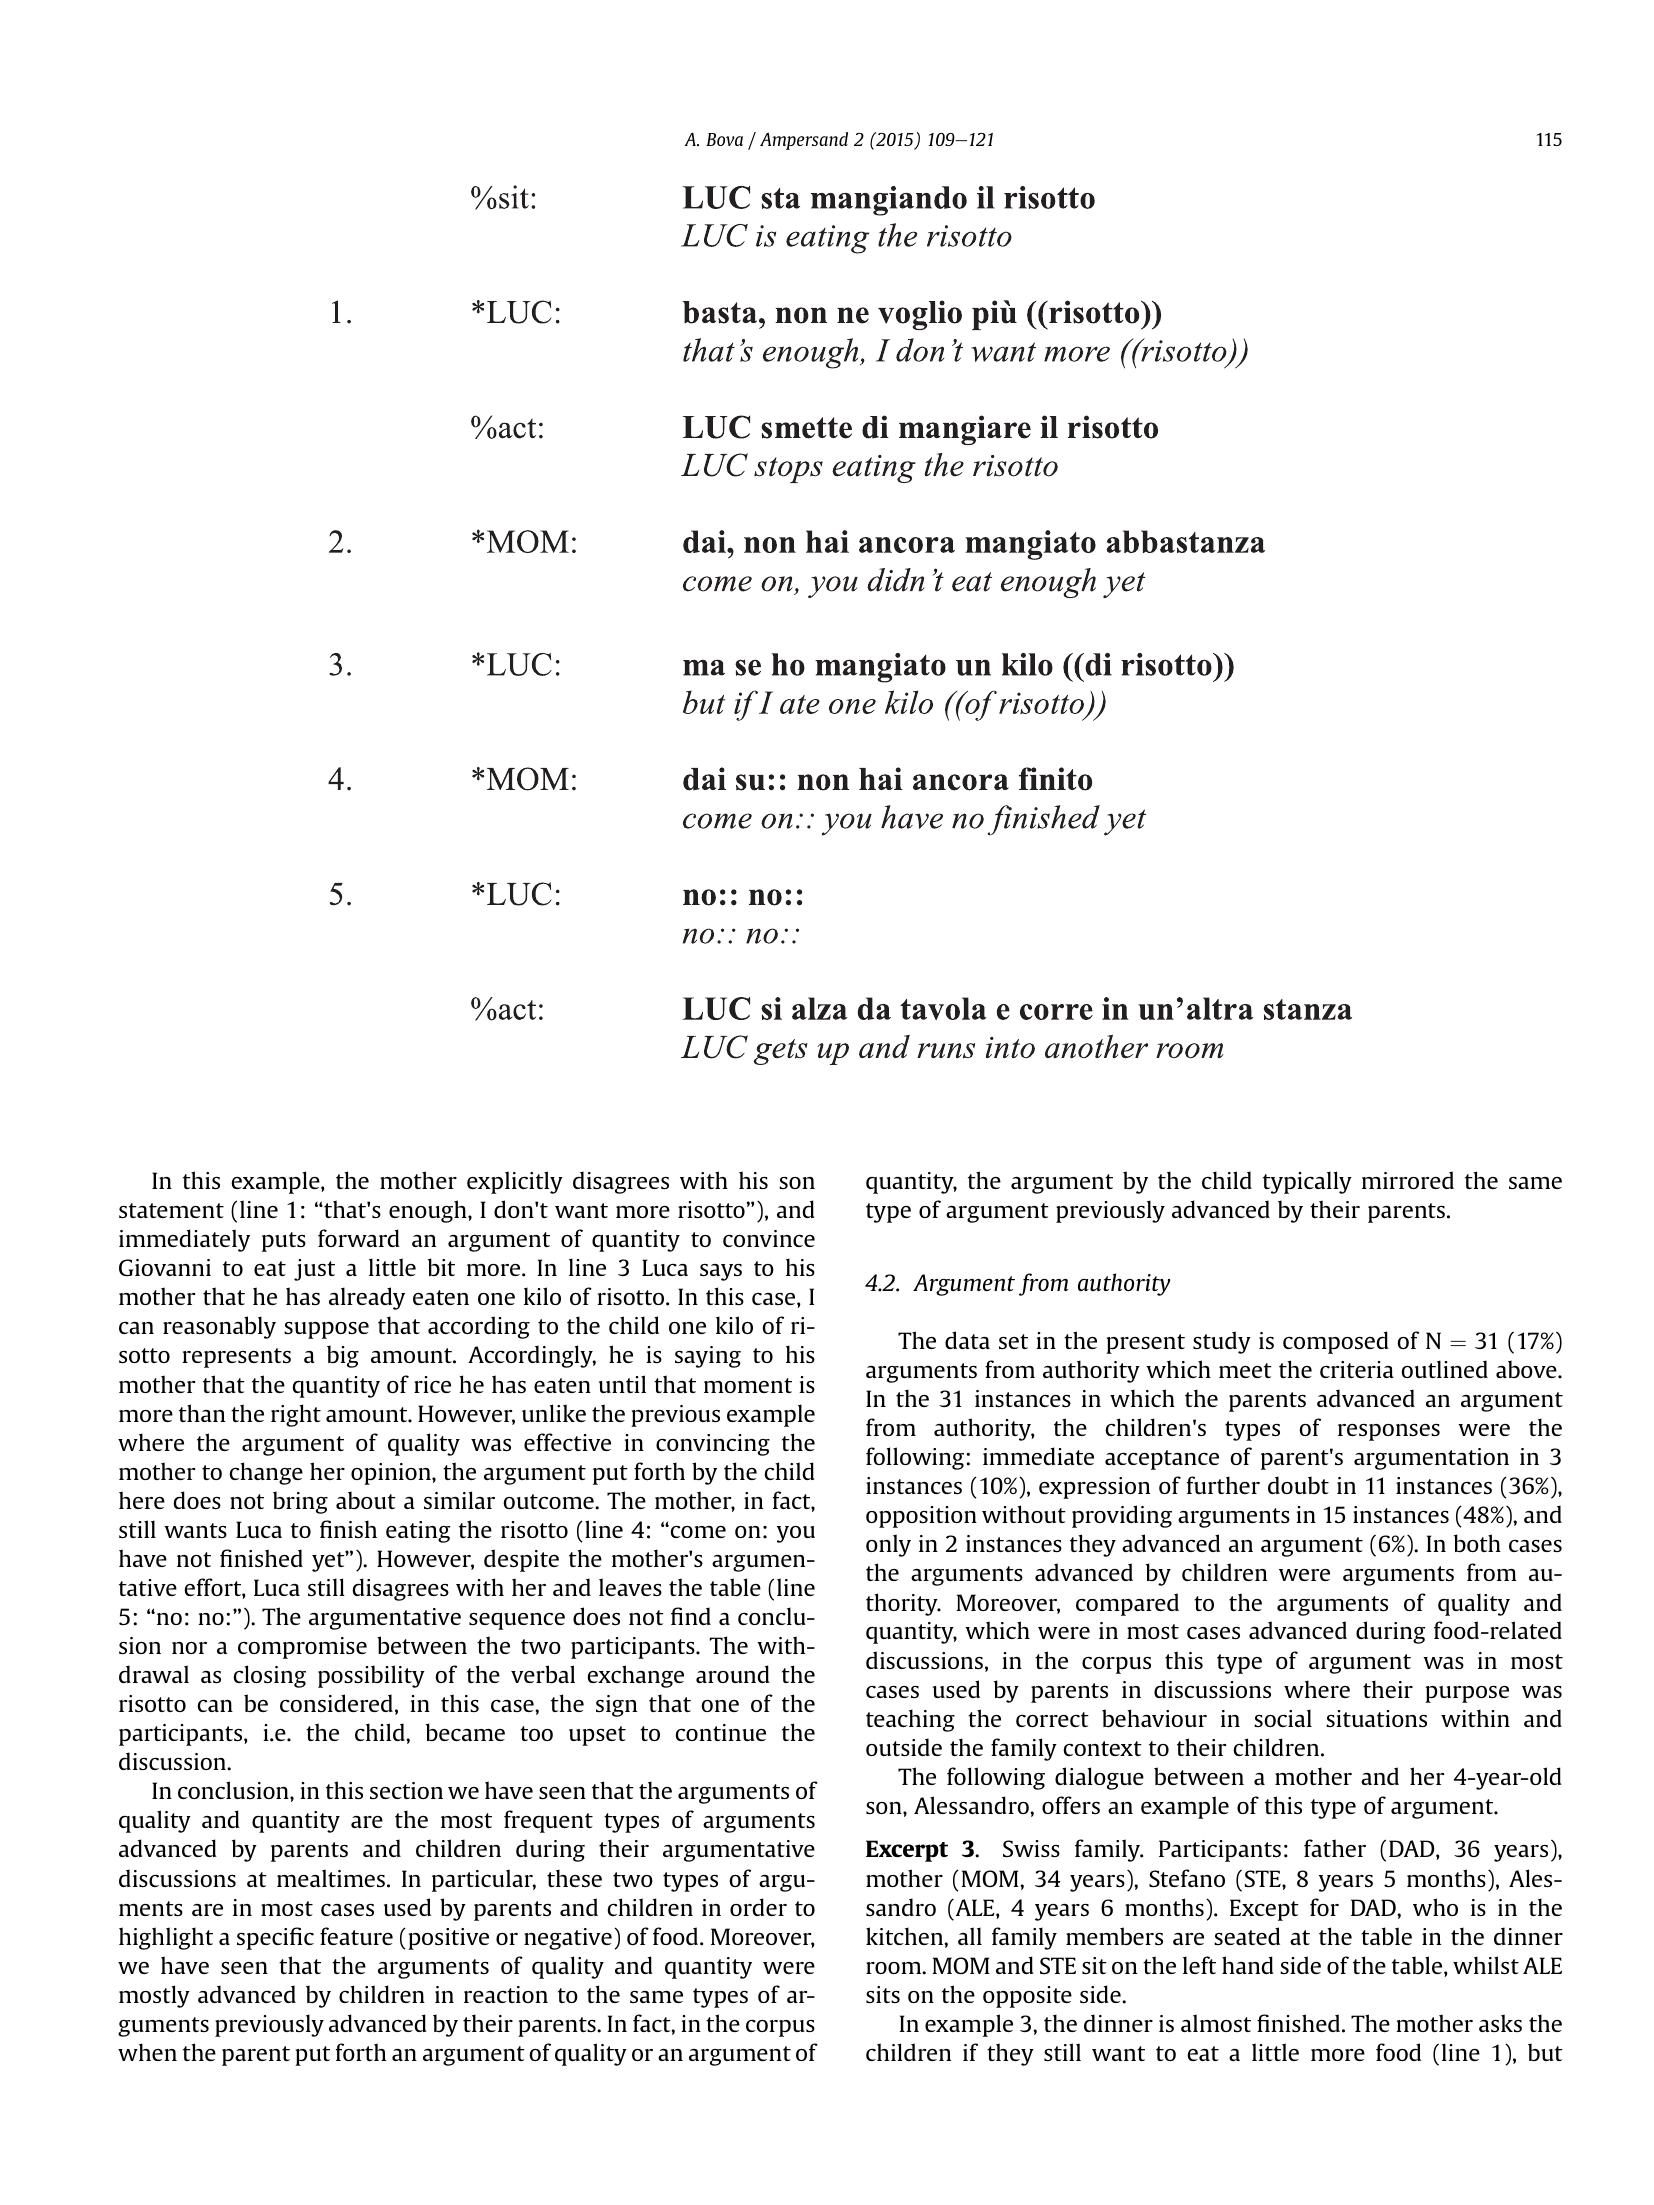 A. Bova / Ampersand 2 (2015) 109–121
115
%sit:
LUC sta mangiando il risotto
LUC is eating the risotto
1.
*LUC:
basta, non ne voglio più ((risotto))
that's enough, I don't want more ((risotto))
%act:
LUC smette di mangiare il risotto
LUC stops eating the risotto
2.
*MOM:
dai, non hai ancora mangiato abbastanza
come on, you didn't eat enough yet
3.
*LUC:
ma se ho mangiato un kilo ((di risotto))
but if I ate one kilo ((of risotto))
4.
*MOM:
dai su:: non hai ancora finito
come on:: you have no finished yet
5.
*LUC:
no:: no::
no:: no::
%act:
LUC si alza da tavola e corre in un'altra stanza
LUC gets up and runs into another room
In this example, the mother explicitly disagrees with his son
statement (line 1: “that's enough, I don't want more risotto”), and
immediately puts forward an argument of quantity to convince
Giovanni to eat just a little bit more. In line 3 Luca says to his
mother that he has already eaten one kilo of risotto. In this case, I
can reasonably suppose that according to the child one kilo of ri-
sotto represents a big amount. Accordingly, he is saying to his
mother that the quantity of rice he has eaten until that moment is
more than the right amount. However, unlike the previous example
where the argument of quality was effective in convincing the
mother to change her opinion, the argument put forth by the child
here does not bring about a similar outcome. The mother, in fact,
still wants Luca to finish eating the risotto (line 4: “come on: you
have not finished yet”). However, despite the mother's argumen-
tative effort, Luca still disagrees with her and leaves the table (line
5: “no: no:”). The argumentative sequence does not find a conclu-
sion nor a compromise between the two participants. The with-
drawal as closing possibility of the verbal exchange around the
risotto can be considered, in this case, the sign that one of the
participants, i.e. the child, became too upset to continue the
discussion.
In conclusion, in this section we have seen that the arguments of
quality and quantity are the most frequent types of arguments
advanced by parents and children during their argumentative
discussions at mealtimes. In particular, these two types of argu-
ments are in most cases used by parents and children in order to
highlight a specific feature (positive or negative) of food. Moreover,
we have seen that the arguments of quality and quantity were
mostly advanced by children in reaction to the same types of ar-
guments previously advanced by their parents. In fact, in the corpus
when the parent put forth an argument of quality or an argument of
quantity, the argument by the child typically mirrored the same
type of argument previously advanced by their parents.
4.2. Argument from authority
The data set in the present study is composed of N = 31 (17%)
arguments from authority which meet the criteria outlined above.
In the 31 instances in which the parents advanced an argument
from authority, the children's types of responses were the
following: immediate acceptance of parent's argumentation in 3
instances (10%), expression of further doubt in 11 instances (36%),
opposition without providing arguments in 15 instances (48%), and
only in 2 instances they advanced an argument (6%). In both cases
the arguments advanced by children were arguments from au-
thority. Moreover, compared to the arguments of quality and
quantity, which were in most cases advanced during food-related
discussions, in the corpus this type of argument was in most
cases used by parents in discussions where their purpose was
teaching the correct behaviour in social situations within and
outside the family context to their children.
The following dialogue between a mother and her 4-year-old
son, Alessandro, offers an example of this type of argument.
Excerpt 3. Swiss family. Participants: father (DAD, 36 years),
mother (MOM, 34 years), Stefano (STE, 8 years 5 months), Ales-
sandro (ALE, 4 years 6 months). Except for DAD, who is in the
kitchen, all family members are seated at the table in the dinner
room. MOM and STE sit on the left hand side of the table, whilst ALE
sits on the opposite side.
In example 3, the dinner is almost finished. The mother asks the
children if they still want to eat a little more food (line 1), but